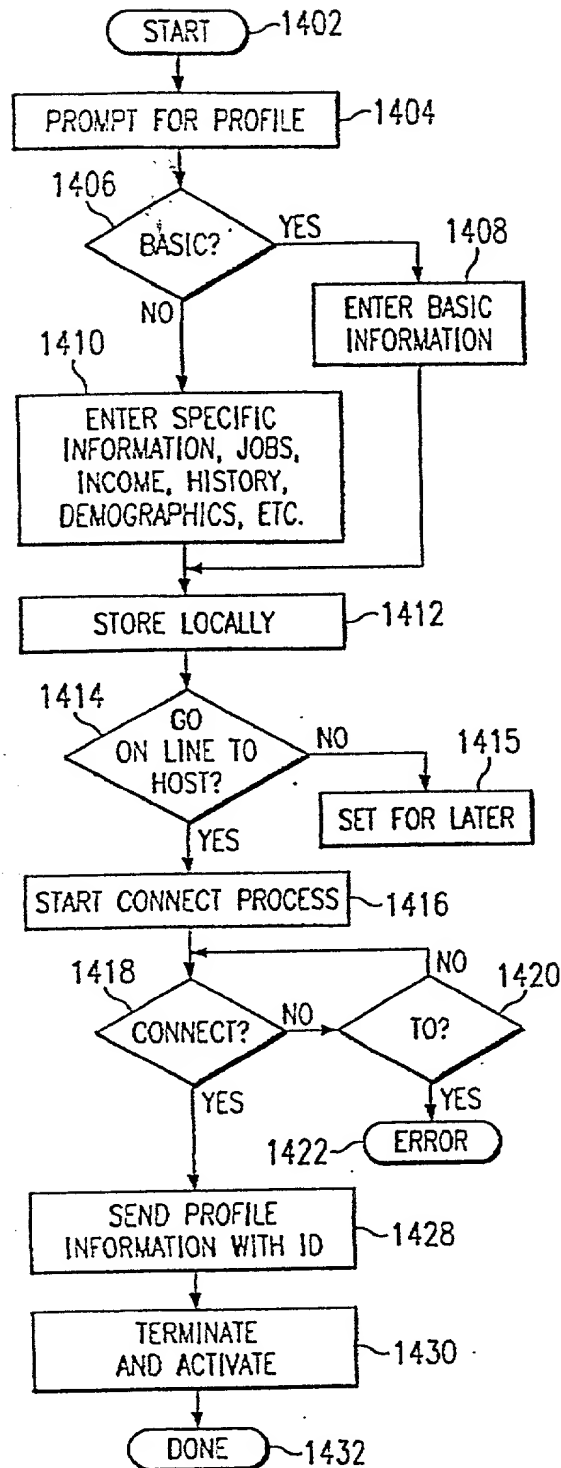 START
1402
PROMPT FOR PROFILE
1404
1406
BASIC?
YES
1408
NO
ENTER BASIC
INFORMATION
1410
ENTER SPECIFIC
INFORMATION, JOBS,
INCOME, HISTORY,
DEMOGRAPHICS, ETC.
STORE LOCALLY
1412
1414
GO
ON LINE TO
HOST?
NO
1415
SET FOR LATER
YES
START CONNECT PROCESS
1416
1418
CONNECT?
NO
NO
1420
TO?
YES
YES
1422
ERROR
SEND PROFILE
INFORMATION WITH ID
1428
TERMINATE
AND ACTIVATE
1430
DONE
1432